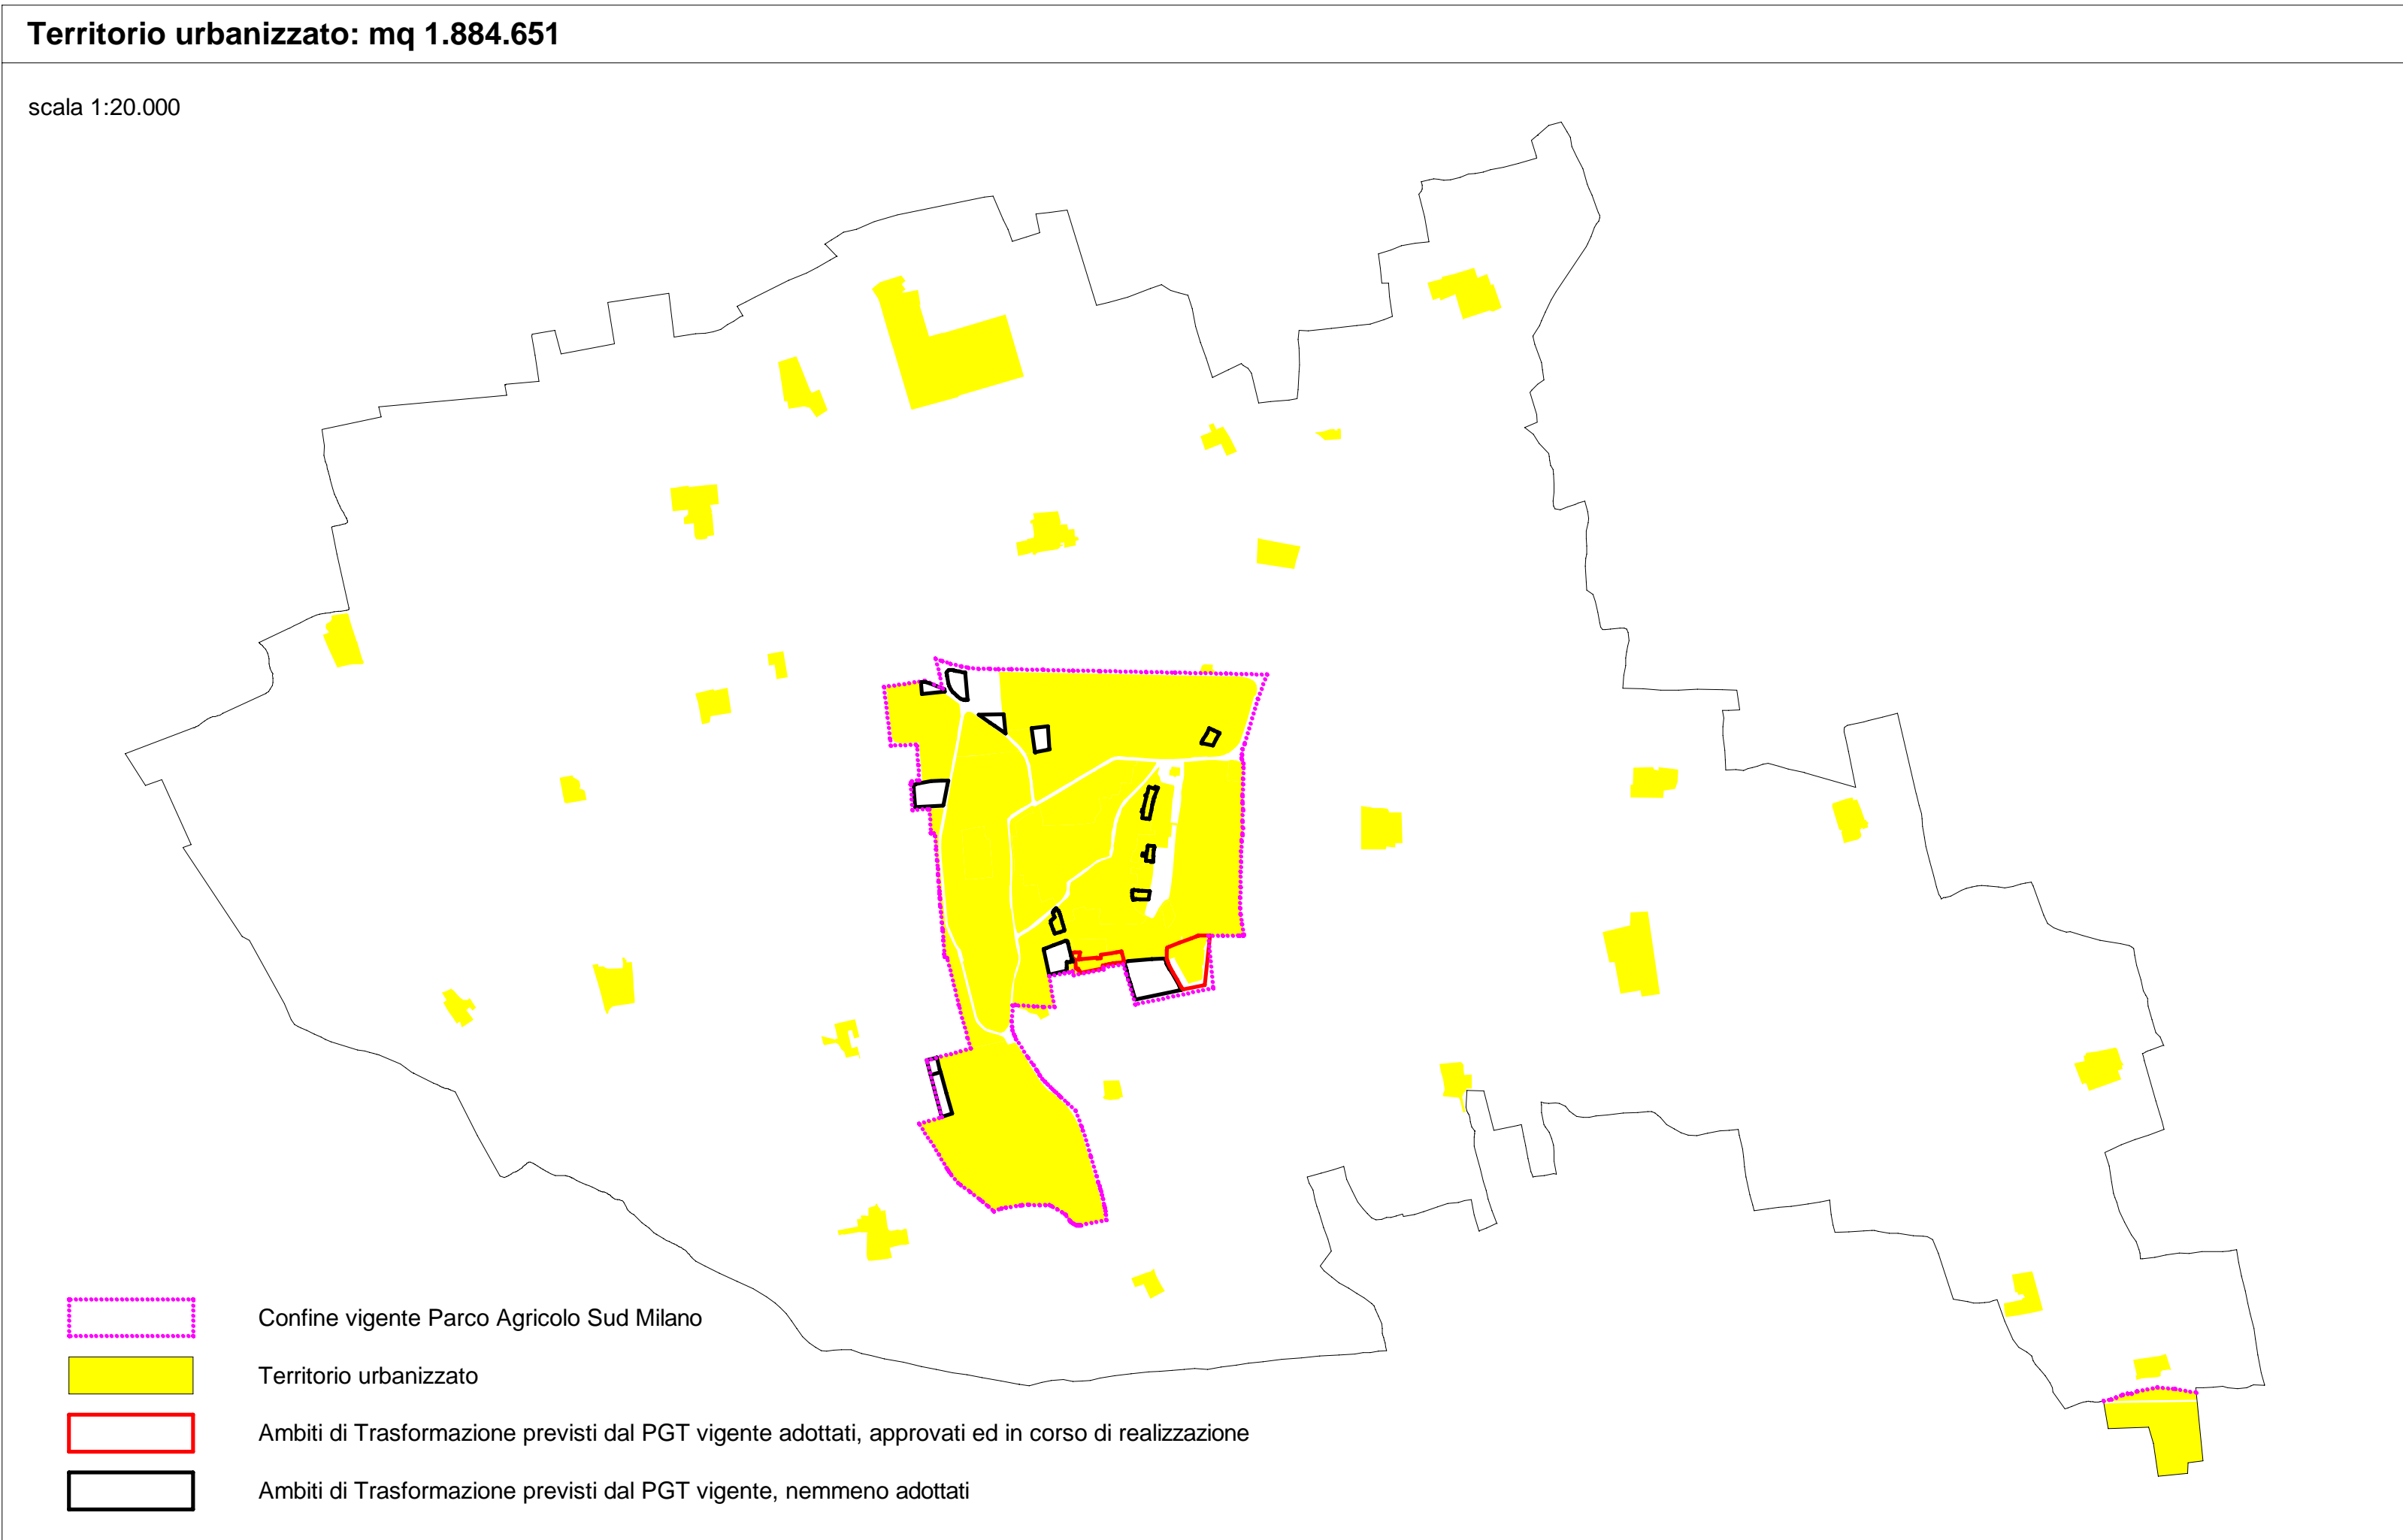 Territorio urbanizzato: mq 1.884.651
scala 1:20.000
Confine vigente Parco Agricolo Sud Milano
Territorio urbanizzato
Ambiti di Trasformazione previsti dal PGT vigente adottati, approvati ed in corso di realizzazione
Ambiti di Trasformazione previsti dal PGT vigente, nemmeno adottati